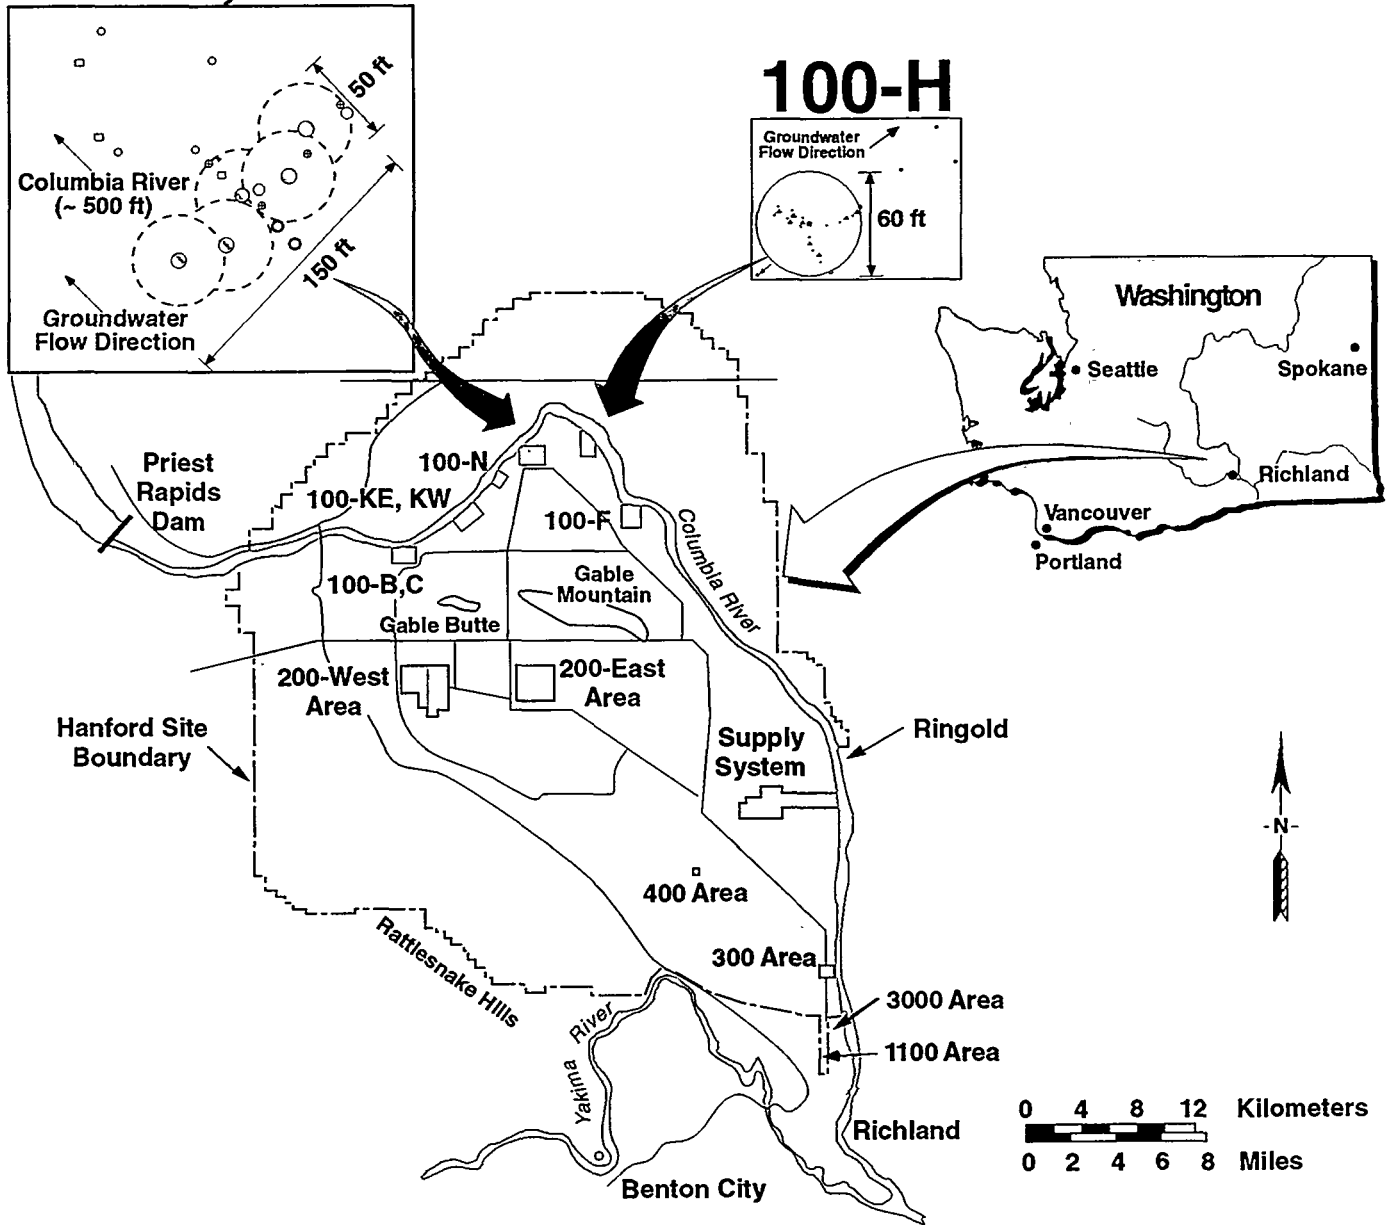 50 ft
Columbia River
(~ 500 ft)
150 ft
Groundwater
Flow Direction
100-H
Groundwater
Flow Direction
60 ft
Washington
Seattle
Spokane
Richland
Vancouver
Portland
Priest
Rapids
Dam
100-N
100-KE, KW
100-F
100-B,C
Columbia River
Gable
Mountain
Gable Butte
200-West
Area
200-East
Area
Hanford Site
Boundary
Supply
System
Ringold
-N-
400 Area
Rattlesnake Hills
300 Area
3000 Area
1100 Area
Yakima River
Richland
Benton City
0 4 8 12 Kilometers
0 2 4 6 8 Miles